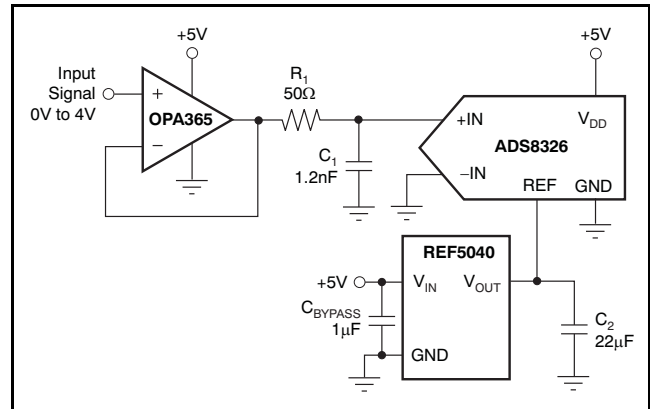 +5V
Input
Signal
0V to 4V
+
−
OPA365
R1
50Ω
C1
1.2nF
+5V
+IN
−IN
VDD
ADS8326
REF
GND
REF5040
+5V
VIN
VOUT
CBYPASS
1μF
GND
C2
22μF